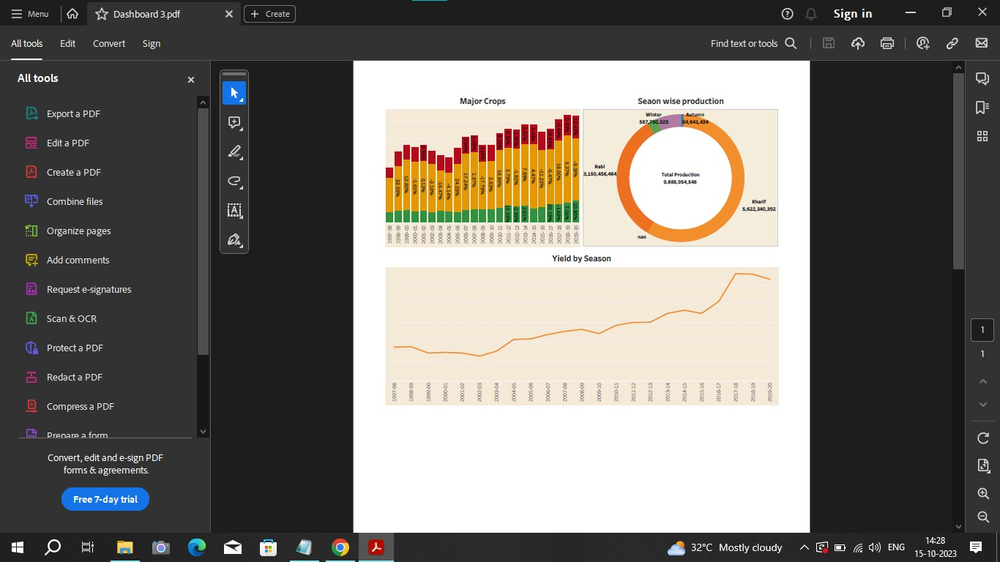 Menu
Dashboard 3.pdf
Create
Sign in
All tools
Edit
Convert
Sign
Find text or tools
All tools
Export a PDF
Edit a PDF
Create a PDF
Combine files
Organize pages
Add comments
Request e-signatures
Scan & OCR
Protect a PDF
Redact a PDF
Compress a PDF
Prepare a form
Convert, edit and e-sign PDF
forms & agreements.
Free 7-day trial
Major Crops
32.56%
12.80%
-1.65%
0.13%
-3.18%
-16.47%
-4.14%
24.29%
17.24%
1.97%
-17.79%
2.63%
16.86%
2.79%
-1.82%
7.89%
4.47%
-11.22%
-5.47%
18.00%
5.37%
-8.16%
1997-98
1998-99
1999-00
2000-01
2001-02
2002-03
2003-04
2004-05
2005-06
2006-07
2007-08
2008-09
2009-10
2010-11
2011-12
2012-13
2013-14
2014-15
2015-16
2016-17
2017-18
2018-19
2019-20
Seaon wise production
Winter
587,750,325
Autumn
84,641,434
Rabi
3,150,456,464
Total Production
9,688,954,548
Kharif
5,622,340,392
nan
Yield by Season
1997-98
1998-99
1999-00
2000-01
2001-02
2002-03
2003-04
2004-05
2005-06
2006-07
2007-08
2008-09
2009-10
2010-11
2011-12
2012-13
2013-14
2014-15
2015-16
2016-17
2017-18
2018-19
2019-20
1
1
32°C Mostly cloudy
ENG
14:28
15-10-2023